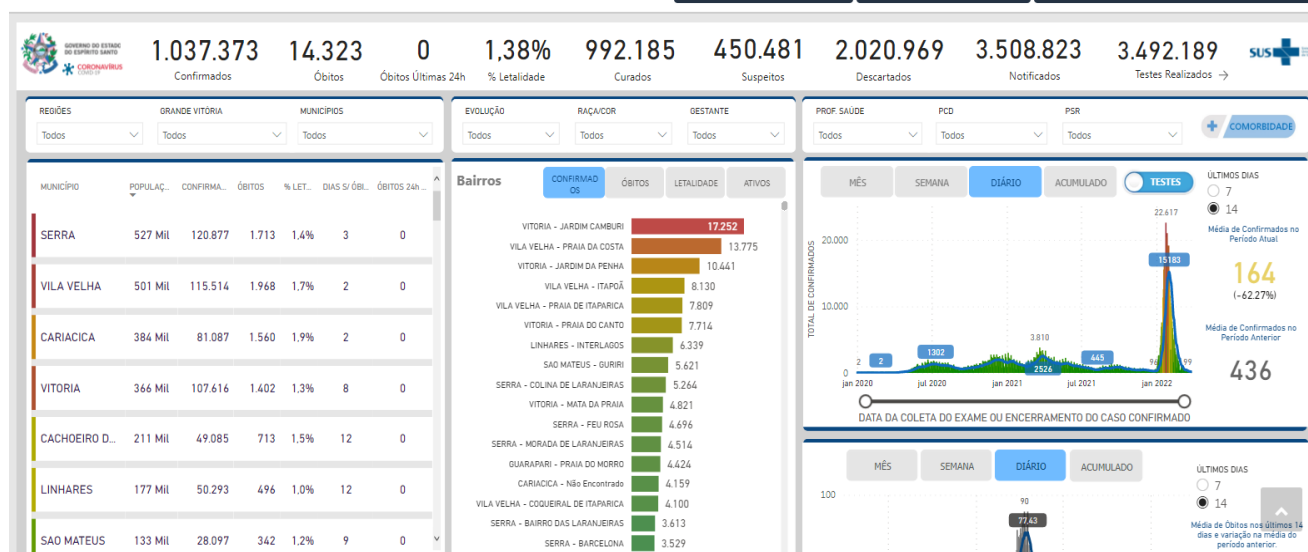 GOVERNO DO ESTADO
DO ESPÍRITO SANTO
CORONAVÍRUS
COVID-19
1.037.373
Confirmados
14.323
Óbitos
0
Óbitos Últimas 24h
1,38%
% Letalidade
992.185
Curados
450.481
Suspeitos
2.020.969
Descartados
3.508.823
Notificados
3.492.189
Testes Realizados →
SUS
REGIÕES GRANDE VITÓRIA MUNICÍPIOS
Todos Todos Todos
EVOLUÇÃO RAÇA/COR GESTANTE
Todos Todos Todos
PROF. SAÚDE PCD PSR
Todos Todos Todos
+ COMORBIDADE
MUNICÍPIO POPULAÇ... CONFIRMA... ÓBITOS % LET... DIAS S/ ÓBI... ÓBITOS 24h ...
SERRA 527 Mil 120.877 1.713 1,4% 3 0
VILA VELHA 501 Mil 115.514 1.968 1,7% 2 0
CARIACICA 384 Mil 81.087 1.560 1,9% 2 0
VITORIA 366 Mil 107.616 1.402 1,3% 8 0
CACHOEIRO D... 211 Mil 49.085 713 1,5% 12 0
LINHARES 177 Mil 50.293 496 1,0% 12 0
SAO MATEUS 133 Mil 28.097 342 1,2% 9 0
Bairros
CONFIRMAD
OS
ÓBITOS
LETALIDADE
ATIVOS
VITORIA - JARDIM CAMBURI 17.252
VILA VELHA - PRAIA DA COSTA 13.775
VITORIA - JARDIM DA PENHA 10.441
VILA VELHA - ITAPOÃ 8.130
VILA VELHA - PRAIA DE ITAPARICA 7.809
VITORIA - PRAIA DO CANTO 7.714
LINHARES - INTERLAGOS 6.339
SAO MATEUS - GURIRI 5.621
SERRA - COLINA DE LARANJEIRAS 5.264
VITORIA - MATA DA PRAIA 4.821
SERRA - FEU ROSA 4.696
SERRA - MORADA DE LARANJEIRAS 4.514
GUARAPARI - PRAIA DO MORRO 4.424
CARIACICA - Não Encontrado 4.159
VILA VELHA - COQUEIRAL DE ITAPARICA 4.100
SERRA - BAIRRO DAS LARANJEIRAS 3.613
SERRA - BARCELONA 3.529
MÊS SEMANA DIÁRIO ACUMULADO TESTES
ÚLTIMOS DIAS
7
14
Média de Confirmados no
Período Atual
164
(-62.27%)
Média de Confirmados no
Período Anterior
436
TOTAL DE CONFIRMADOS
20.000
10.000
0
22.617
15183
3.810
2526
1302
445
2
2
96
99
jan 2020 jul 2020 jan 2021 jul 2021 jan 2022
DATA DA COLETA DO EXAME OU ENCERRAMENTO DO CASO CONFIRMADO
MÊS SEMANA DIÁRIO ACUMULADO
ÚLTIMOS DIAS
7
14
Média de Óbitos nos últimos 14
dias e variação na média do
período anterior.
100
90
77,43